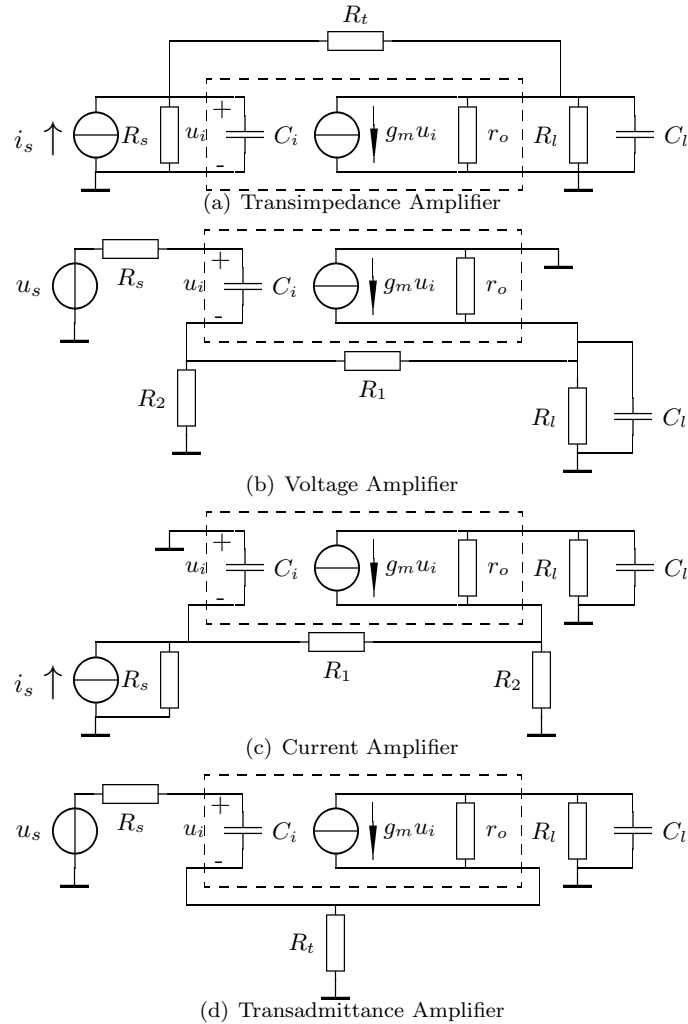 R_t
i_s R_s u_i + - C_i g_m u_i r_o R_l C_l
(a) Transimpedance Amplifier
u_s R_s u_i + - C_i g_m u_i r_o
R_2 R_1 R_l C_l
(b) Voltage Amplifier
u_i + - C_i g_m u_i r_o R_l C_l
i_s R_s R_1 R_2
(c) Current Amplifier
u_s R_s u_i + - C_i g_m u_i r_o R_l C_l
R_t
(d) Transadmittance Amplifier